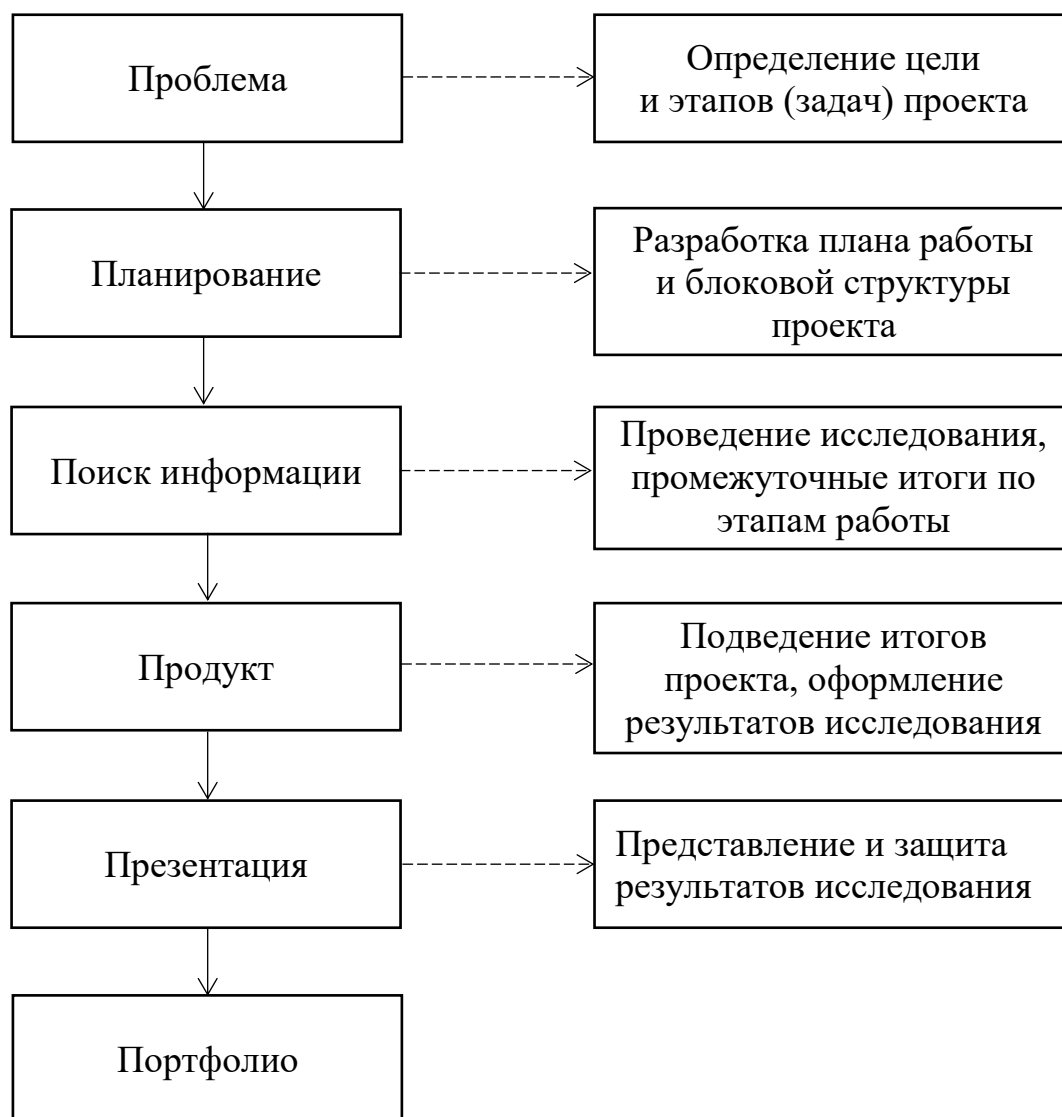 Проблема
Определение цели
и этапов (задач) проекта
Планирование
Разработка плана работы
и блоковой структуры
проекта
Поиск информации
Проведение исследования,
промежуточные итоги по
этапам работы
Продукт
Подведение итогов
проекта, оформление
результатов исследования
Презентация
Представление и защита
результатов исследования
Портфолио